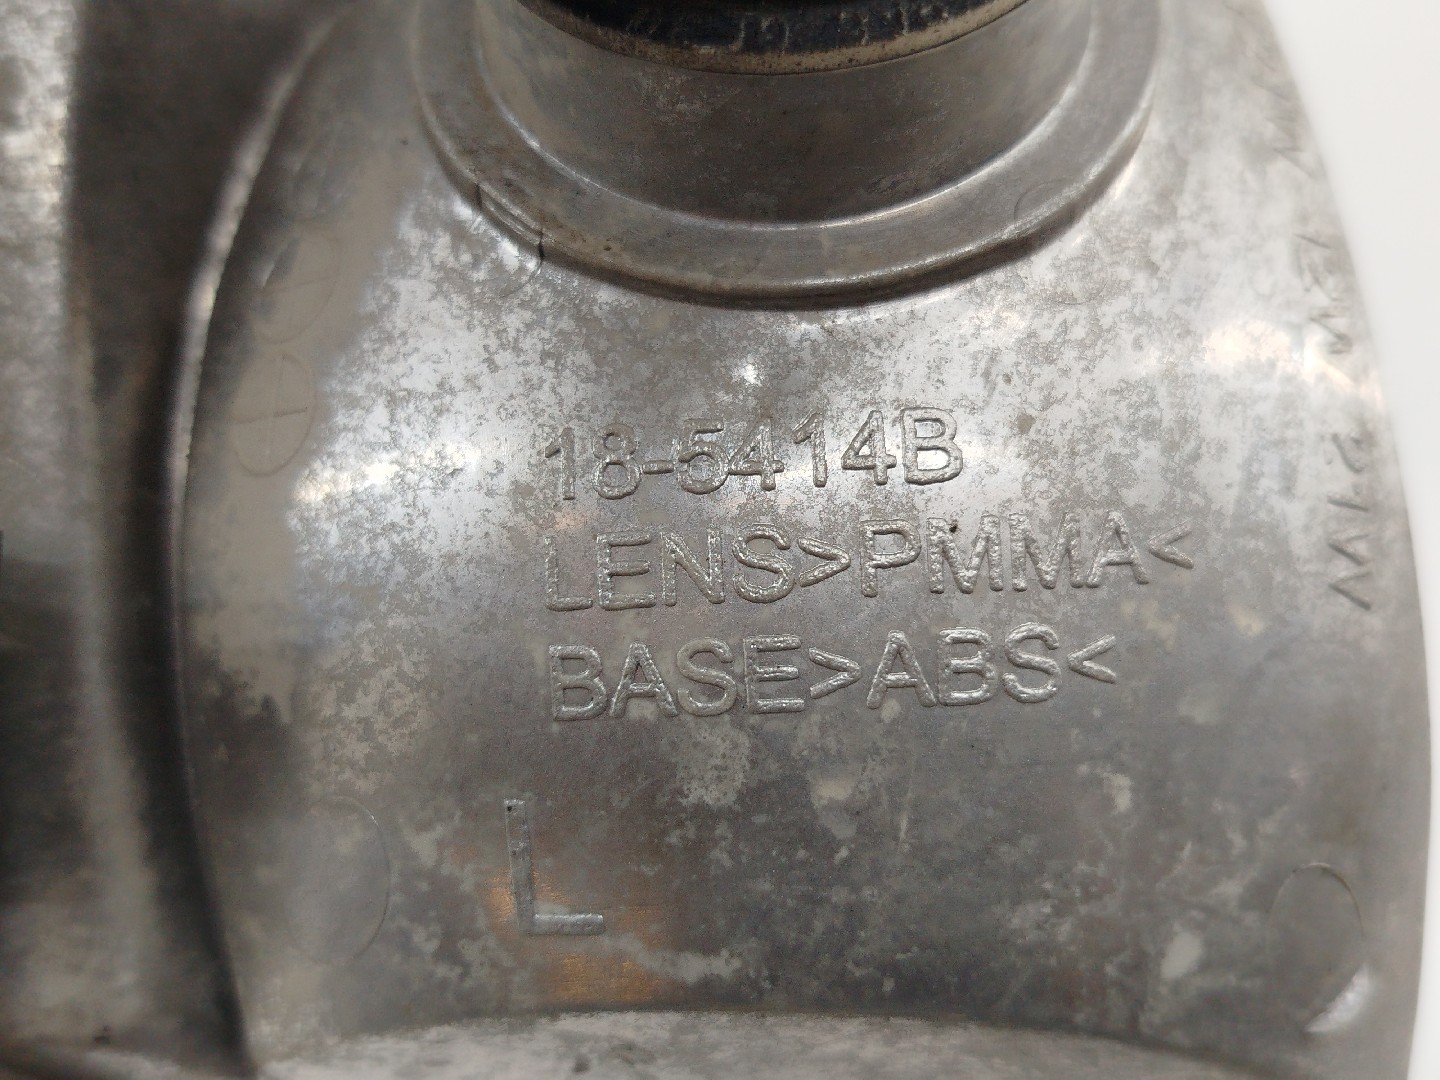 18-5414B
LENS>PMMA<
BASE>ABS<
L